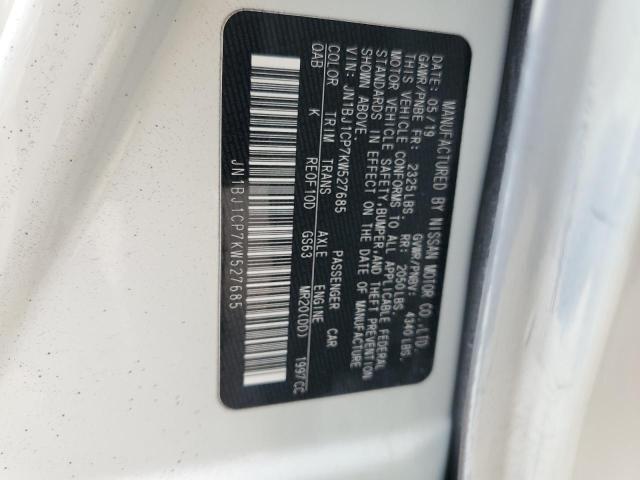 MANUFACTURED BY NISSAN MOTOR CO.,LTD.
DATE: 05/19 GVWR/PNBV: 4340LBS.
GAWR/PNBE FR: 2325LBS. RR: 2050LBS.
THIS VEHICLE CONFORMS TO ALL APPLICABLE FEDERAL
MOTOR VEHICLE SAFETY,BUMPER,AND THEFT PREVENTION
STANDARDS IN EFFECT ON THE DATE OF MANUFACTURE
SHOWN ABOVE.
VIN: JN1BJ1CP7KW527685 PASSENGER CAR
COLOR TRIM TRANS AXLE ENGINE
QAB K RE0F10D GS63 MR20(DD) 1997CC
JN1BJ1CP7KW527685